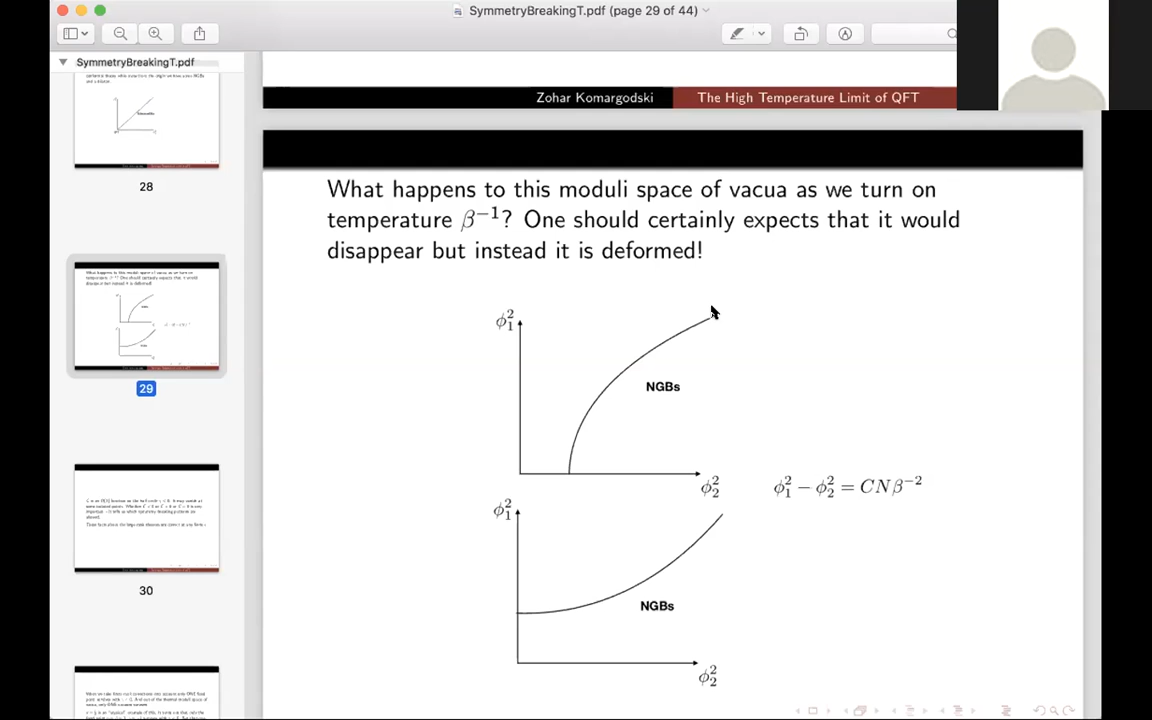 SymmetryBreakingT.pdf (page 29 of 44)
SymmetryBreakingT.pdf
28
29
30
Zohar Komargodski
The High Temperature Limit of QFT
What happens to this moduli space of vacua as we turn on
temperature β⁻¹? One should certainly expects that it would
disappear but instead it is deformed!
ϕ₁²
NGBs
ϕ₂²
ϕ₁² − ϕ₂² = CNβ⁻²
ϕ₁²
NGBs
ϕ₂²